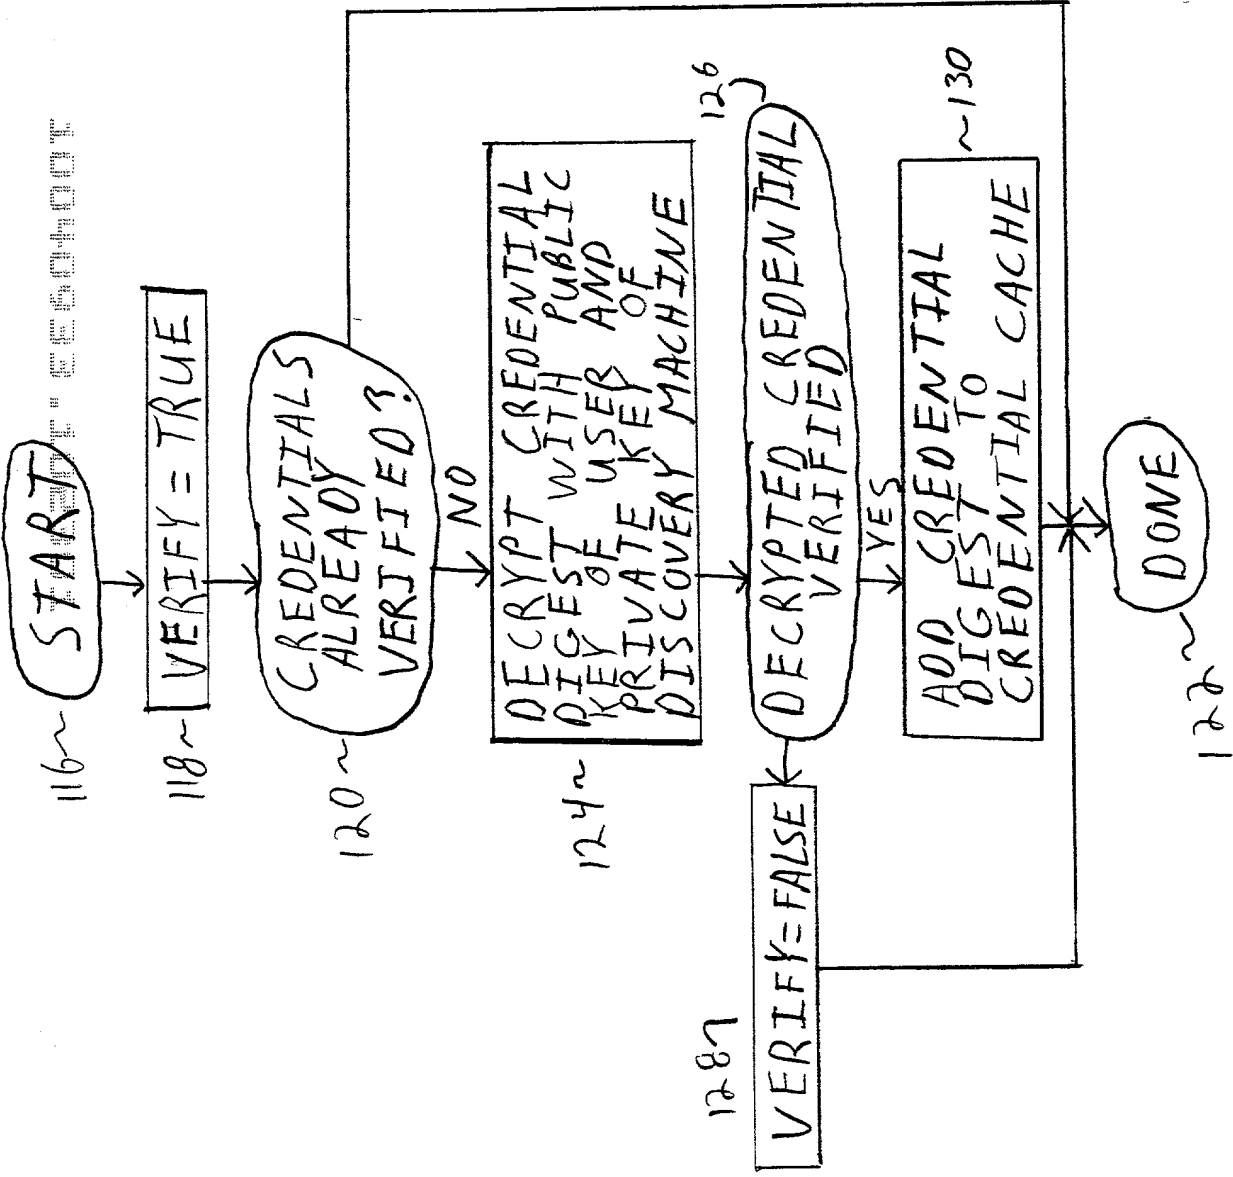 116
START
118
VERIFY = TRUE
120
CREDENTIALS
ALREADY
VERIFIED?
NO
124
DECRYPT CREDENTIAL
DIGEST WITH PUBLIC
KEY OF USER AND
PRIVATE KEY OF
DISCOVERY MACHINE
126
DECRYPTED CREDENTIAL
VERIFIED
YES
128
VERIFY = FALSE
130
ADD CREDENTIAL
DIGEST TO
CREDENTIAL CACHE
122
DONE